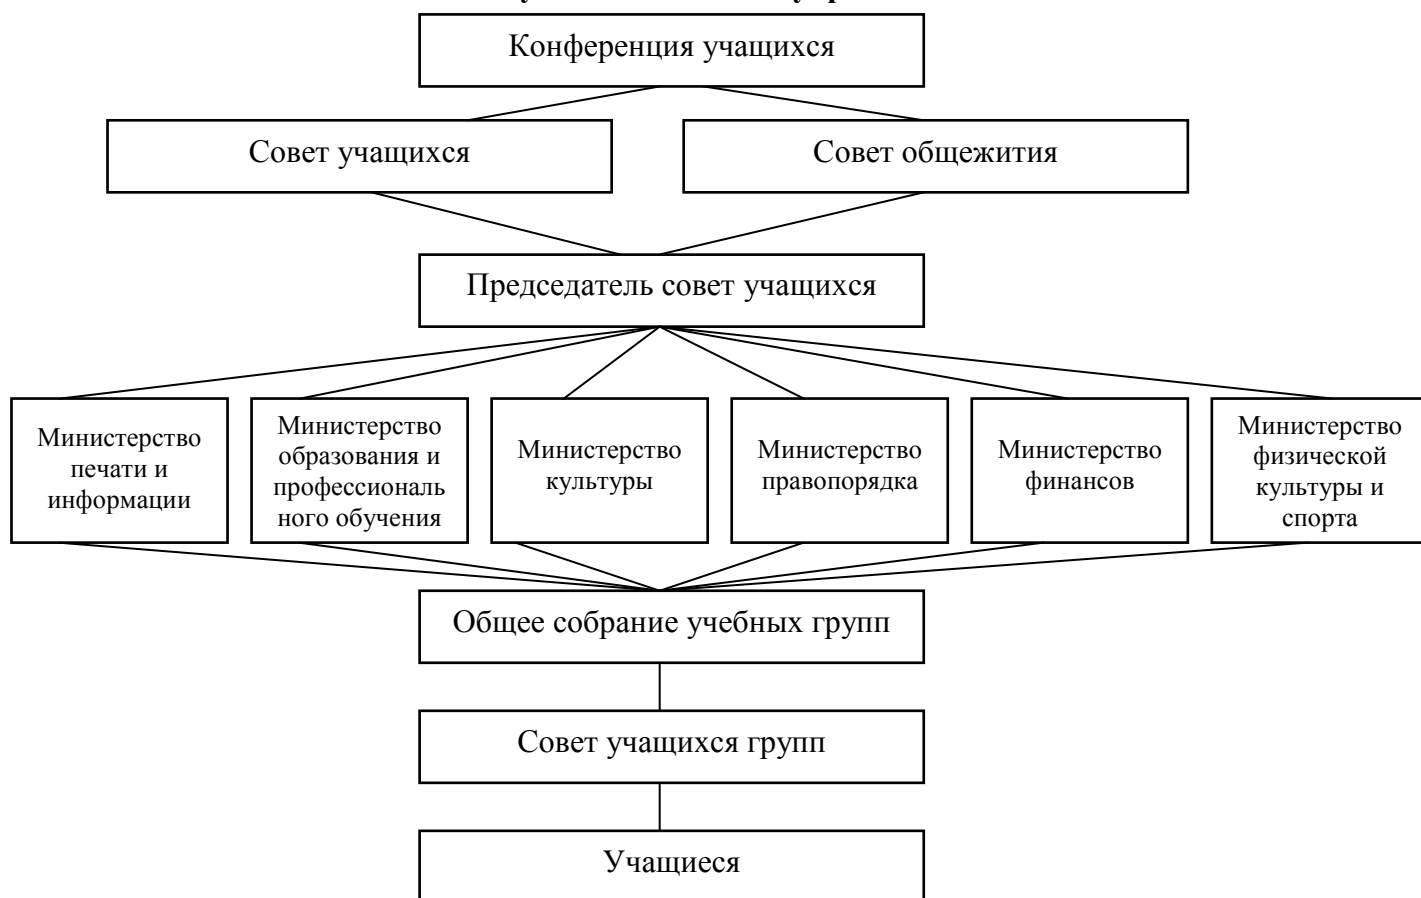 Конференция учащихся
Совет учащихся
Совет общежития
Председатель совет учащихся
Министерство
печати и
информации
Министерство
образования и
профессиональ
ного обучения
Министерство
культуры
Министерство
правопорядка
Министерство
финансов
Министерство
физической
культуры и
спорта
Общее собрание учебных групп
Совет учащихся групп
Учащиеся